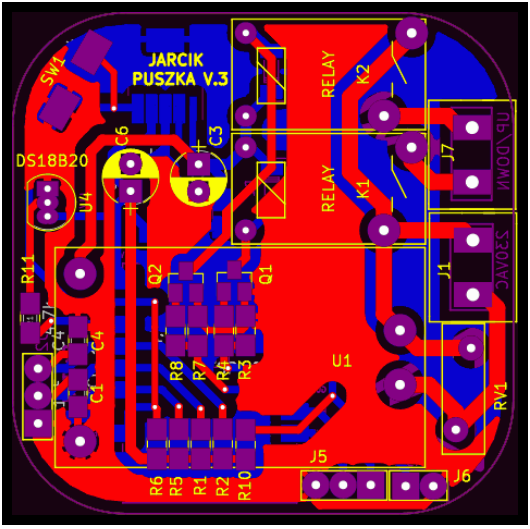 JARCIK
PUSZKA V.3
SW1
RELAY
K2
C6
C3
UP/DOWN
J7
DS18B20
U4
RELAY
K1
230VAC
J1
R11
Q2
Q1
C4
C4
U1
R8
R7
R4
R3
C1
RV1
J5
J6
R6
R5
R1
R2
R10